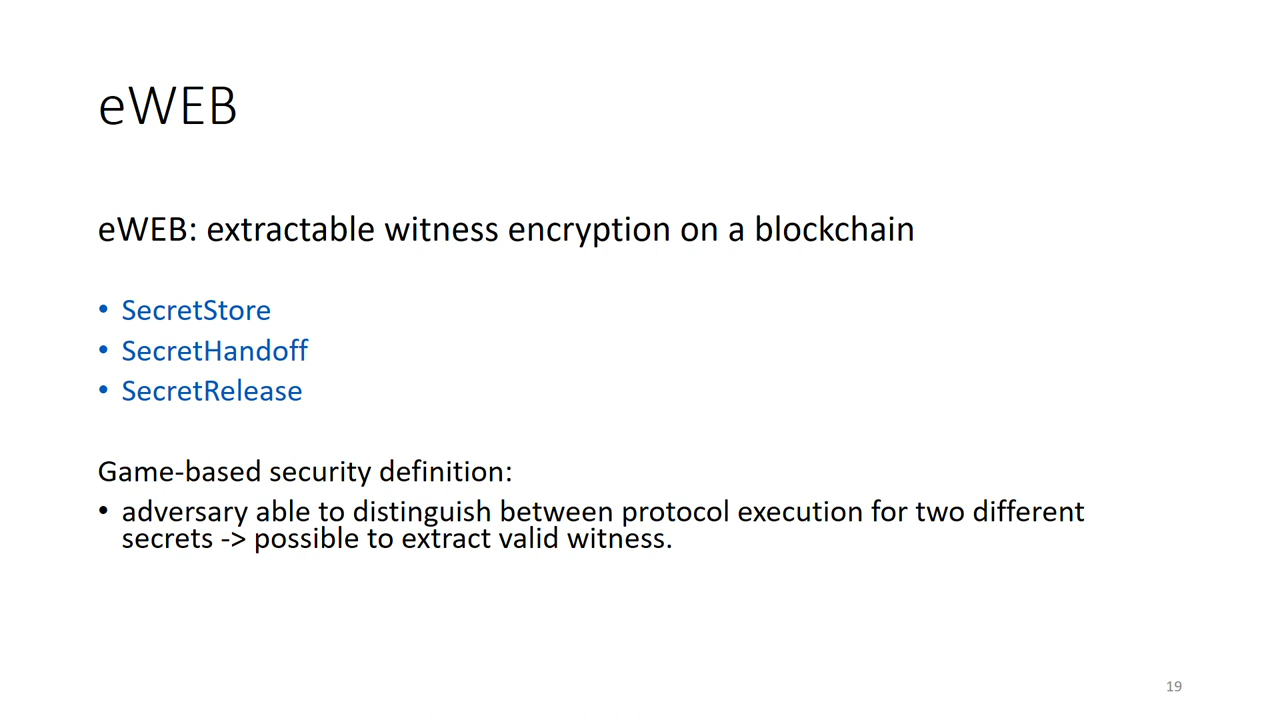 eWEB
eWEB: extractable witness encryption on a blockchain
• SecretStore
• SecretHandoff
• SecretRelease
Game-based security definition:
• adversary able to distinguish between protocol execution for two different
secrets -> possible to extract valid witness.
19